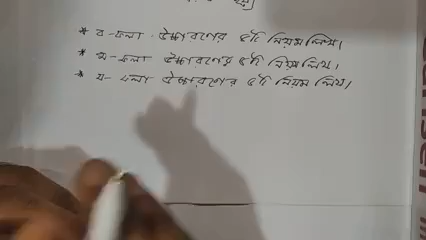 * ব-ফলা উচ্চারণের ৫টি নিয়ম লিখ।
* ম-ফলা উচ্চারণের ৫টি নিয়ম লিখ।
* য-ফলা উচ্চারণের ৫টি নিয়ম লিখ।